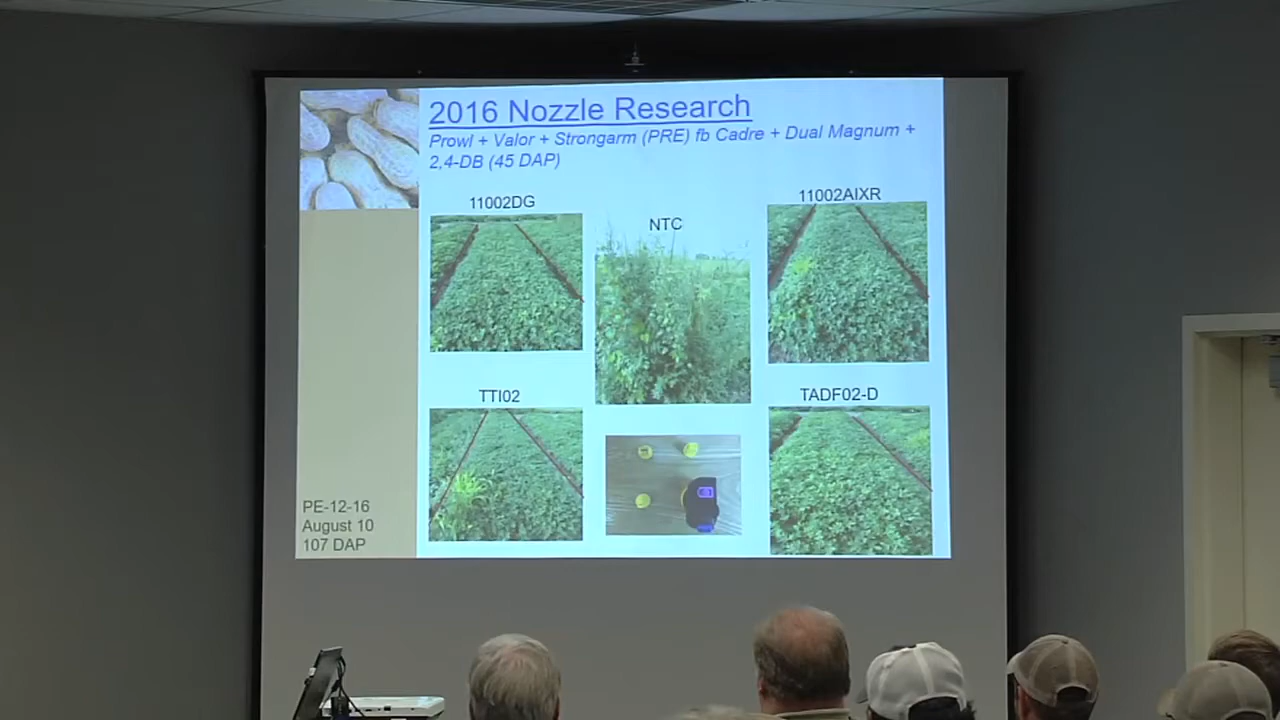 2016 Nozzle Research
Prowl + Valor + Strongarm (PRE) fb Cadre + Dual Magnum +
2,4-DB (45 DAP)
11002DG
NTC
11002AIXR
TTI02
TADF02-D
PE-12-16
August 10
107 DAP